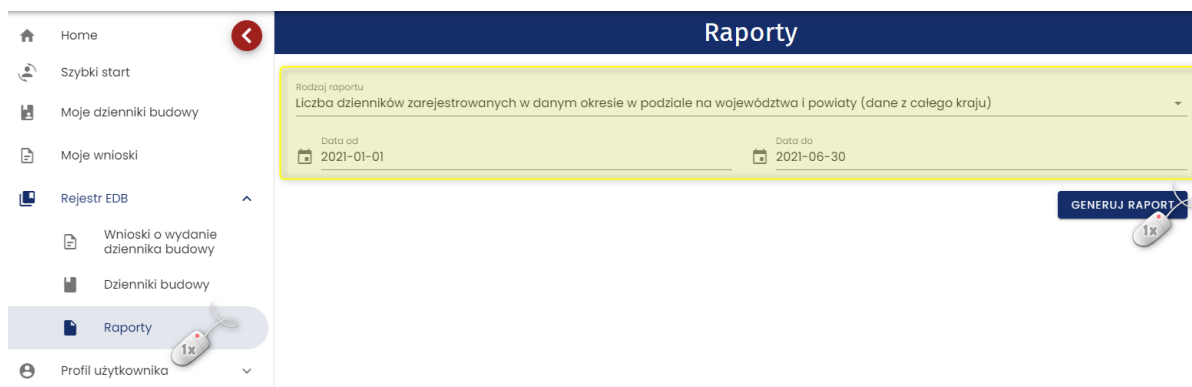 Home
Szybki start
Moje dzienniki budowy
Moje wnioski
Rejestr EDB
Wnioski o wydanie
dziennika budowy
Dzienniki budowy
Raporty
1x
Profil użytkownika
Raporty
Rodzaj raportu
Liczba dzienników zarejestrowanych w danym okresie w podziale na województwa i powiaty (dane z całego kraju)
Data od
2021-01-01
Data do
2021-06-30
GENERUJ RAPORT
1x